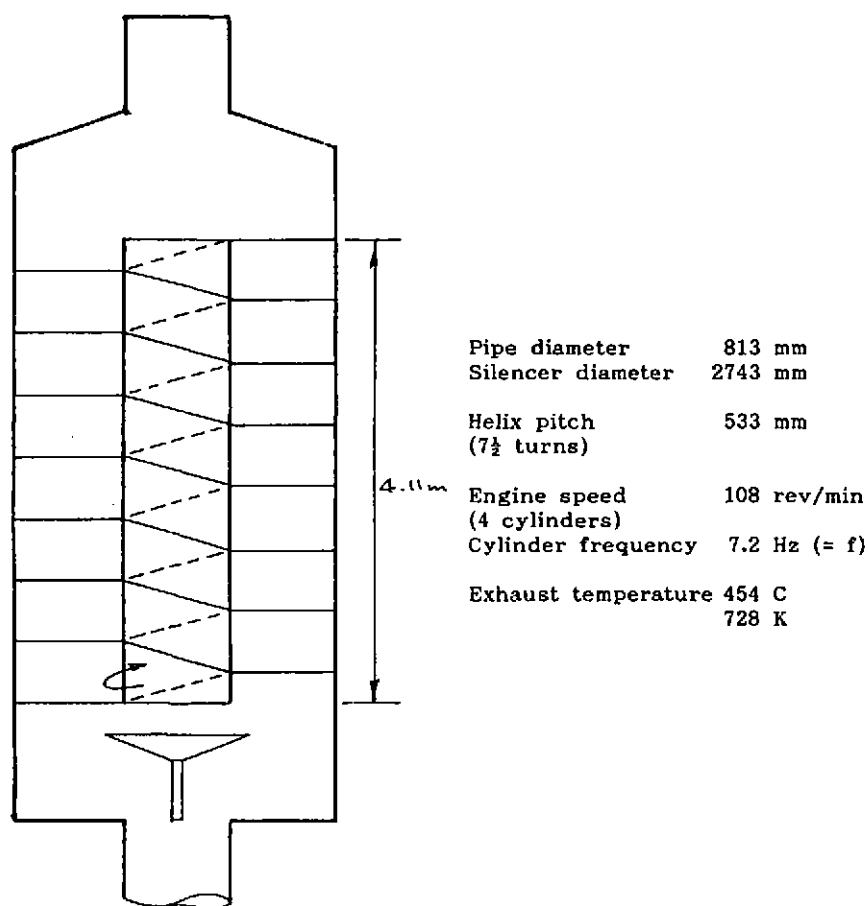 Pipe diameter 813 mm
Silencer diameter 2743 mm
Helix pitch 533 mm
(7½ turns)
4.11m
Engine speed 108 rev/min
(4 cylinders)
Cylinder frequency 7.2 Hz (= f)
Exhaust temperature 454 C
728 K